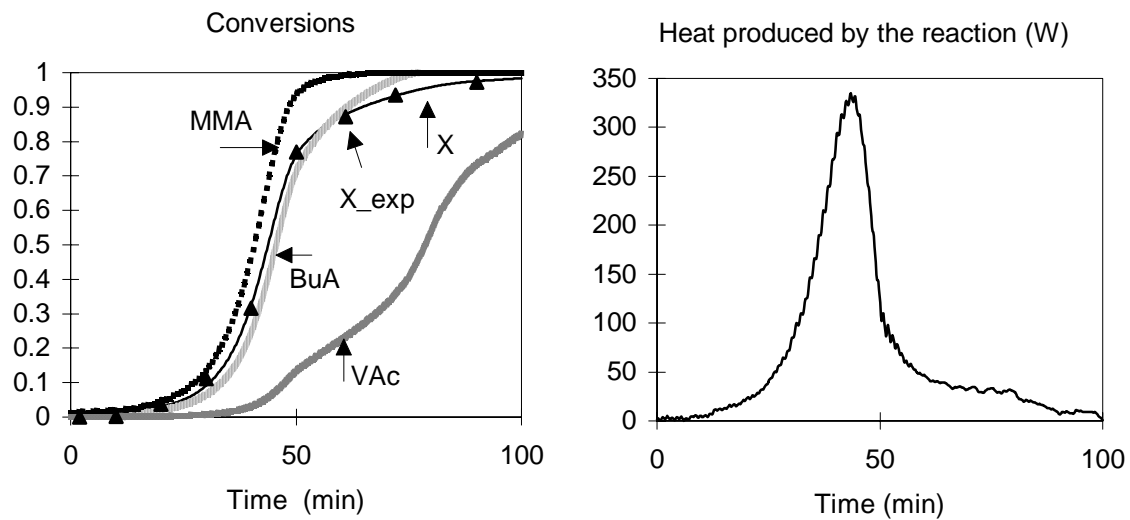 Conversions
1
0.9
0.8
0.7
0.6
0.5
0.4
0.3
0.2
0.1
0
MMA
X
X_exp
BuA
VAc
0
50
100
Time (min)
Heat produced by the reaction (W)
350
300
250
200
150
100
50
0
0
50
100
Time (min)